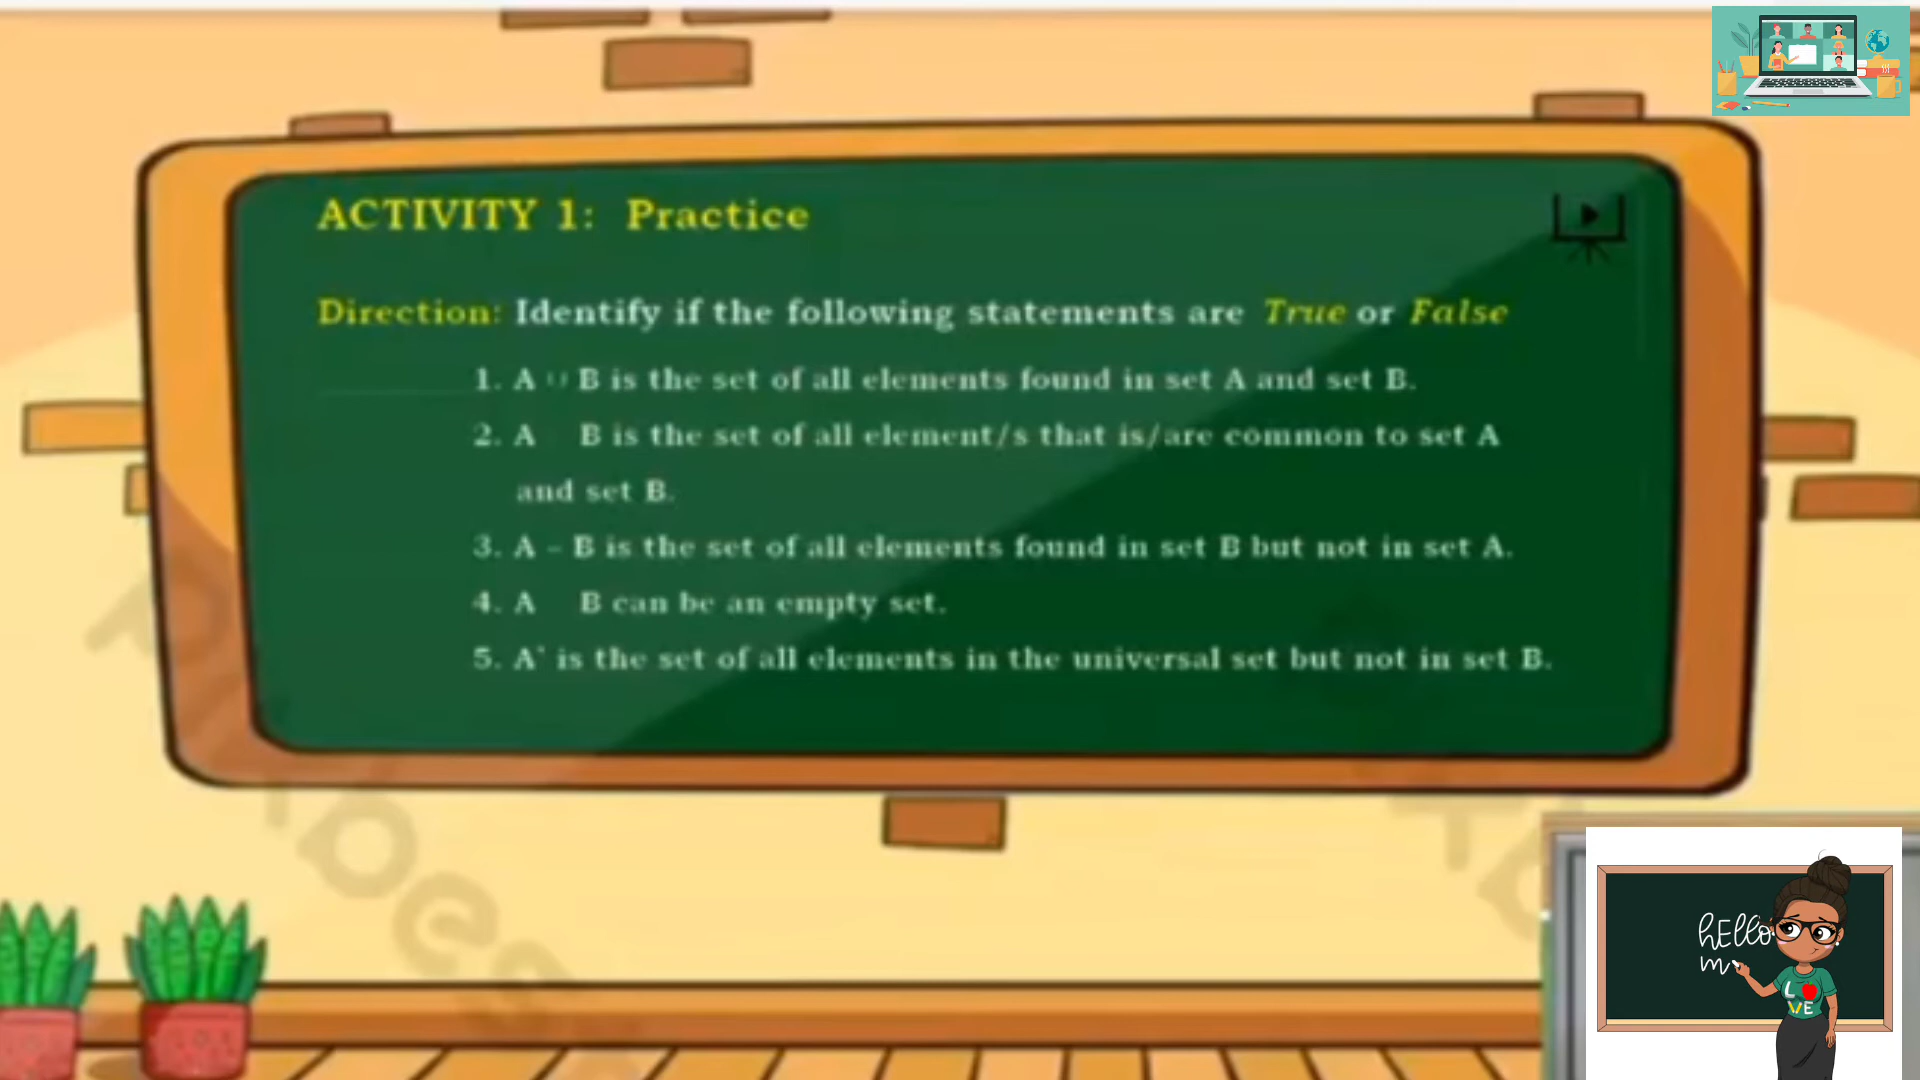 ACTIVITY 1: Practice
Direction: Identify if the following statements are True or False
1. A ∪ B is the set of all elements found in set A and set B.
2. A B is the set of all element/s that is/are common to set A
and set B.
3. A – B is the set of all elements found in set B but not in set A.
4. A B can be an empty set.
5. A' is the set of all elements in the universal set but not in set B.
hello
m
LOVE